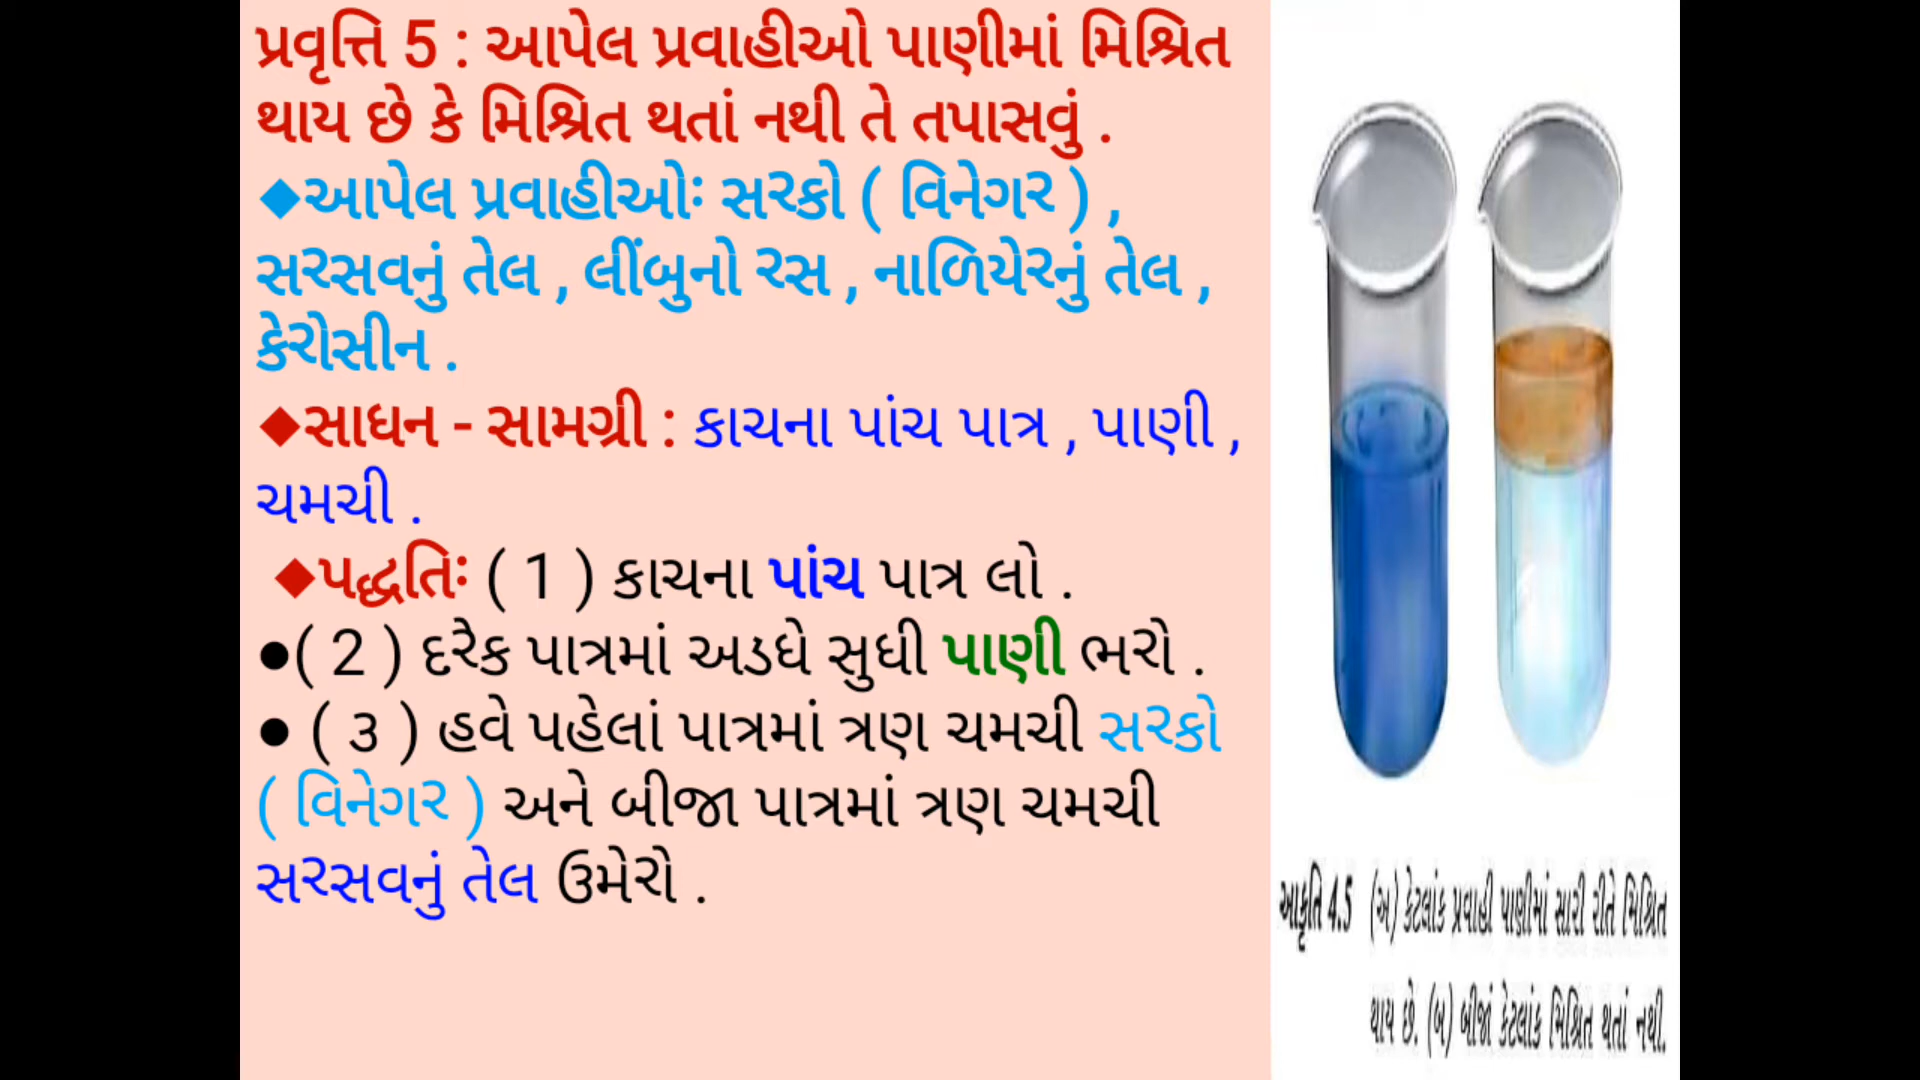 પ્રવૃત્તિ 5 : આપેલ પ્રવાહીઓ પાણીમાં મિશ્રિત
થાય છે કે મિશ્રિત થતાં નથી તે તપાસવું .
◆આપેલ પ્રવાહીઓઃ સરકો ( વિનેગર ) ,
સરસવનું તેલ , લીંબુનો રસ , નાળિયેરનું તેલ ,
કેરોસીન .
◆સાધન - સામગ્રી : કાચના પાંચ પાત્ર , પાણી ,
ચમચી .
◆પદ્ધતિઃ ( 1 ) કાચના પાંચ પાત્ર લો .
●( 2 ) દરેક પાત્રમાં અડધે સુધી પાણી ભરો .
● ( ૩ ) હવે પહેલાં પાત્રમાં ત્રણ ચમચી સરકો
( વિનેગર ) અને બીજા પાત્રમાં ત્રણ ચમચી
સરસવનું તેલ ઉમેરો .
આકૃતિ 4.5 (અ) કેટલાંક પ્રવાહી પાણીમાં સારી રીતે મિશ્રિત
થાય છે. (બ) બીજાં કેટલાંક મિશ્રિત થતાં નથી.